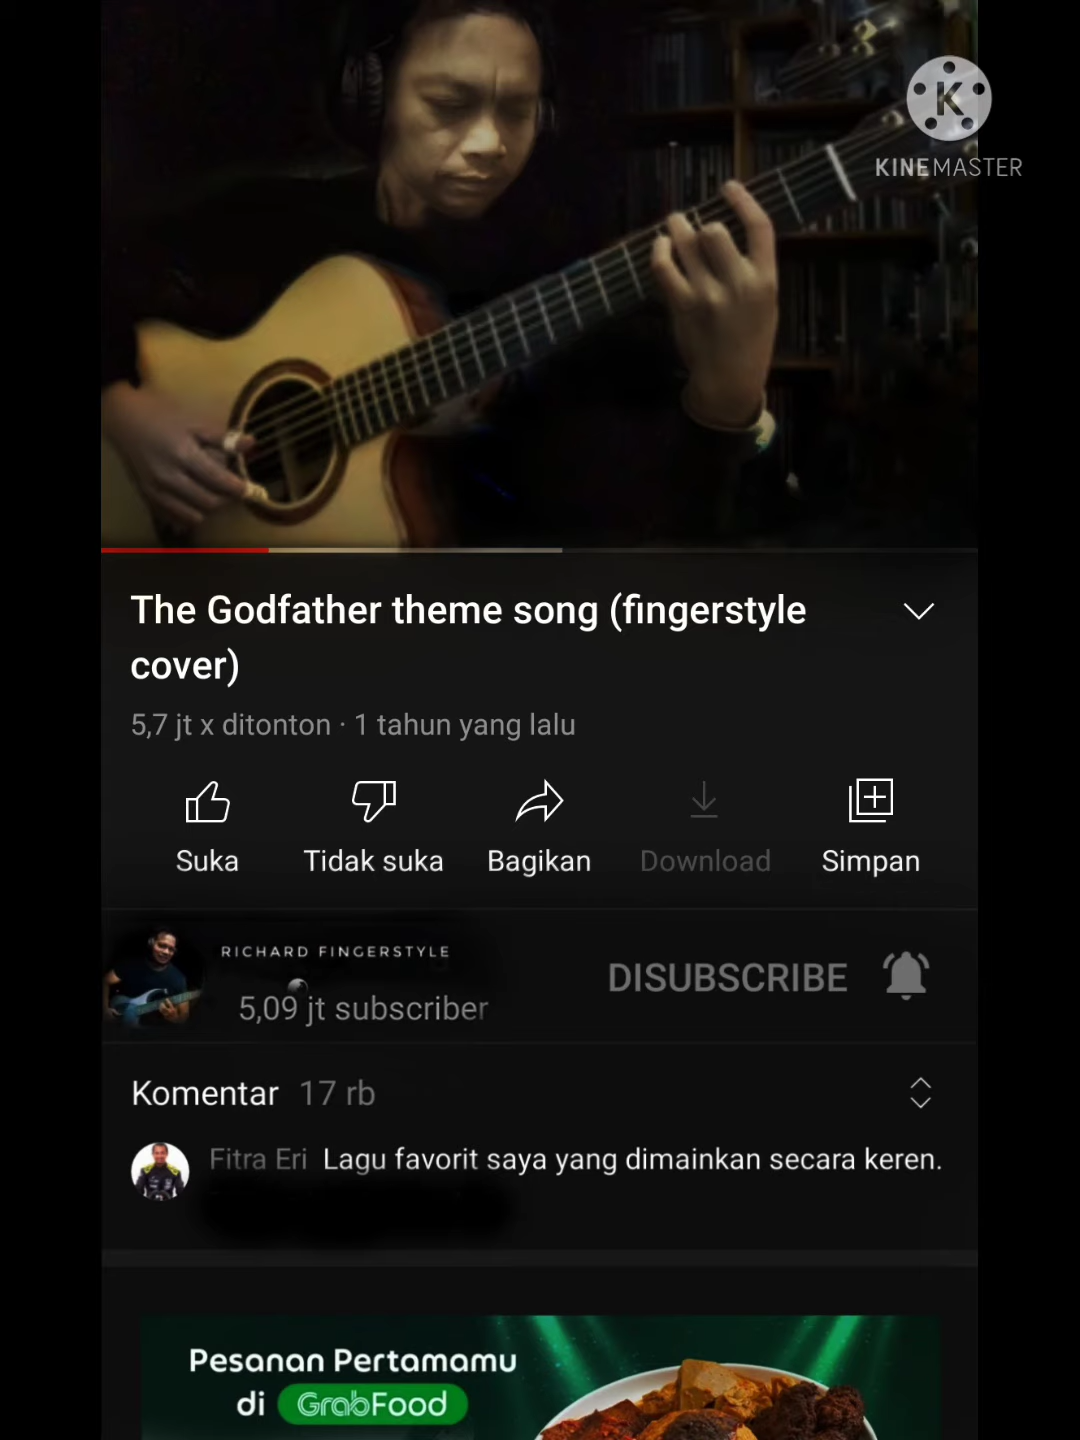 K
KINEMASTER
The Godfather theme song (fingerstyle
cover)
5,7 jt x ditonton · 1 tahun yang lalu
Suka Tidak suka Bagikan Download Simpan
RICHARD FINGERSTYLE
5,09 jt subscriber
DISUBSCRIBE
Komentar 17 rb
Fitra Eri Lagu favorit saya yang dimainkan secara keren.
Pesanan Pertamamu
di GrabFood